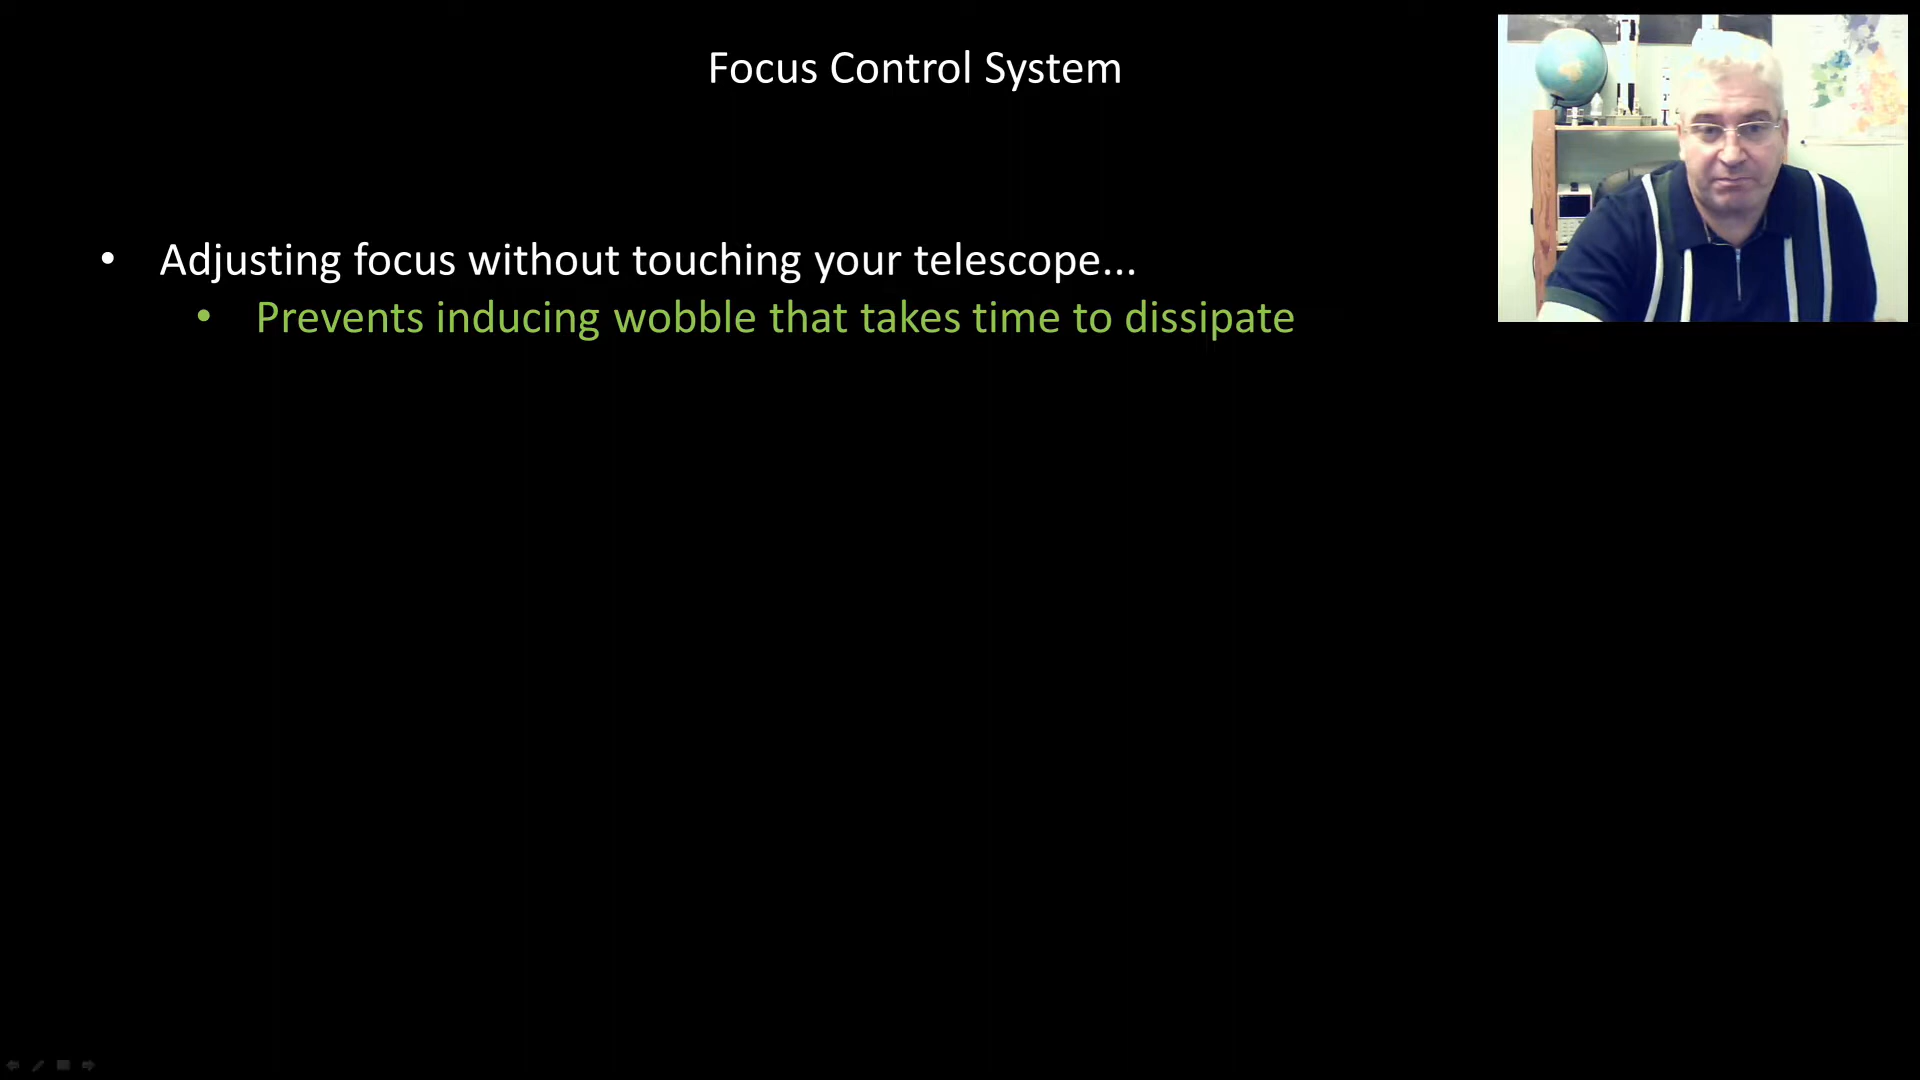 Focus Control System
• Adjusting focus without touching your telescope...
• Prevents inducing wobble that takes time to dissipate